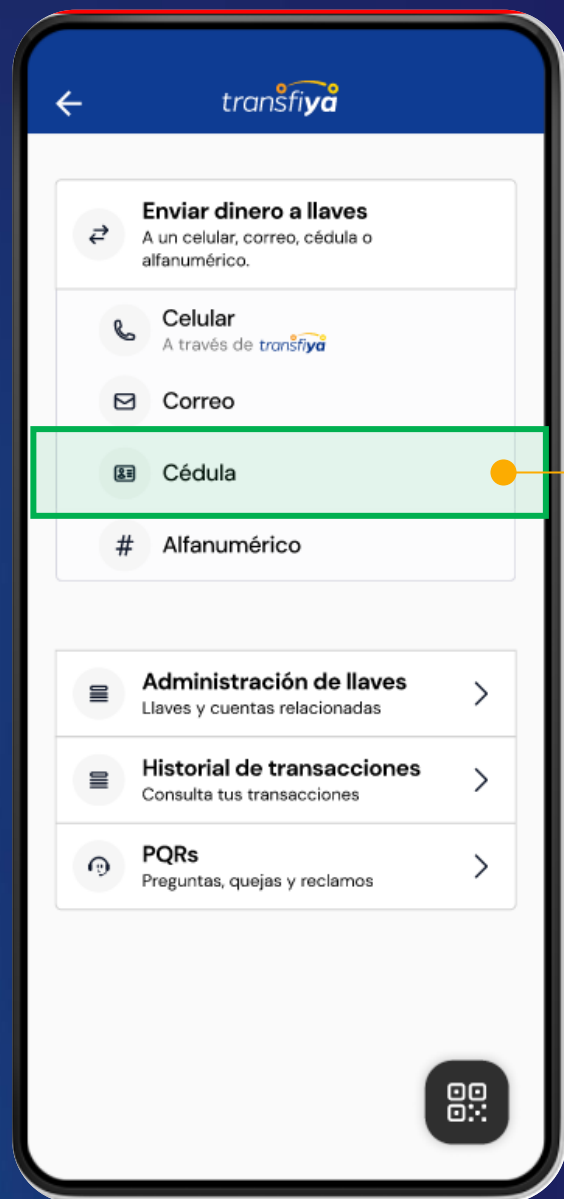 transfiya
Enviar dinero a llaves
A un celular, correo, cédula o
alfanumérico.
Celular
A través de transfiya
Correo
Cédula
# Alfanumérico
Administración de llaves
Llaves y cuentas relacionadas
Historial de transacciones
Consulta tus transacciones
PQRs
Preguntas, quejas y reclamos